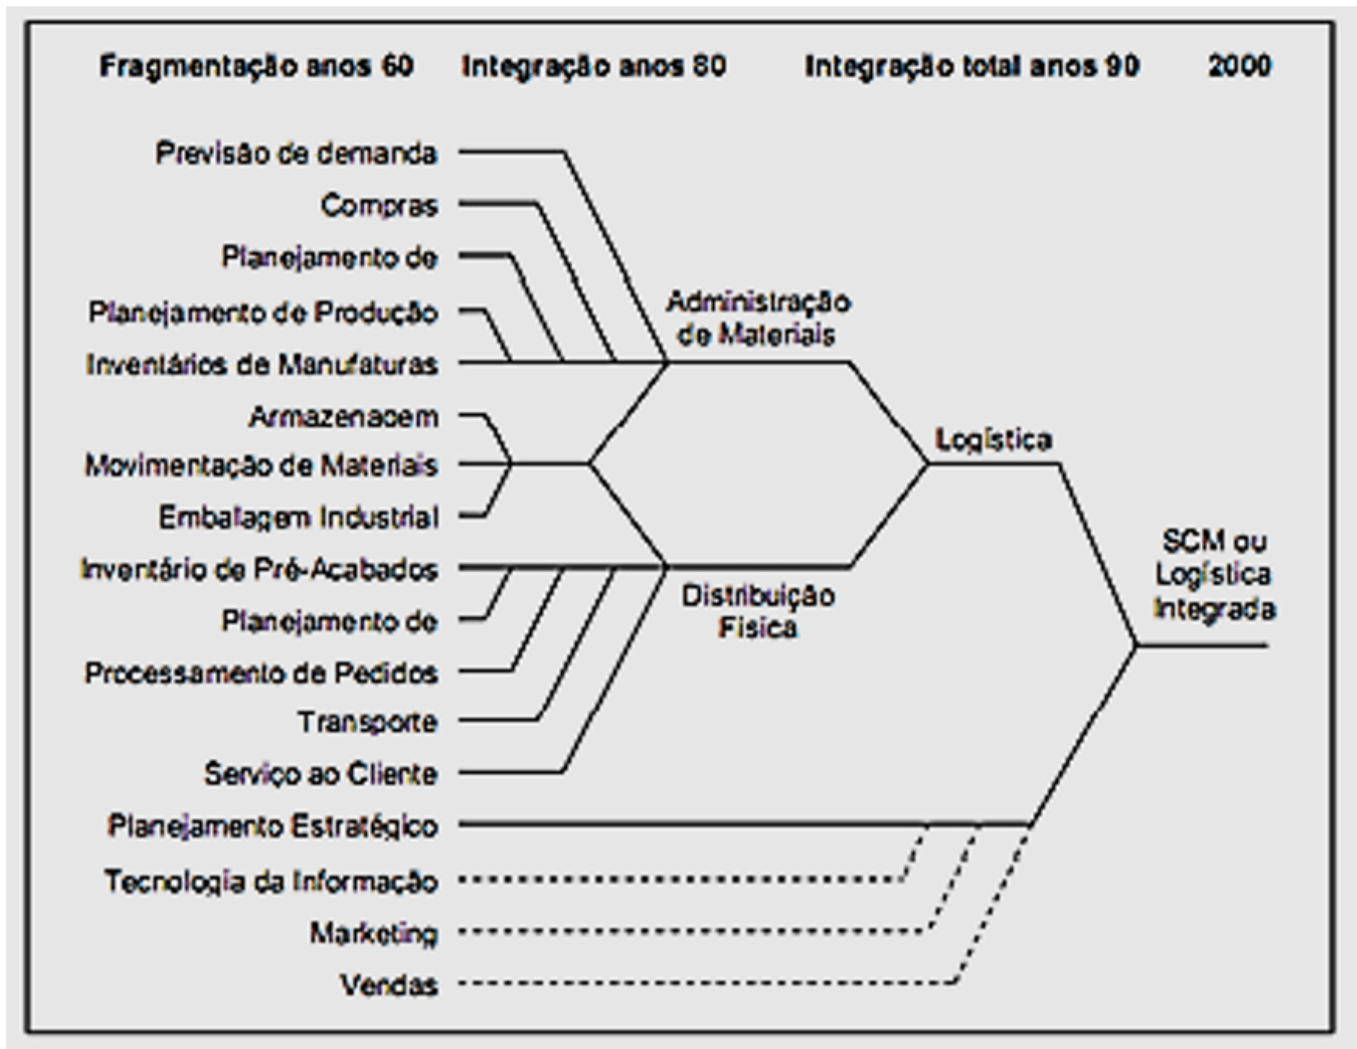 Fragmentação anos 60
Integração anos 80
Integração total anos 90
2000
Previsão de demanda
Compras
Planejamento de
Planejamento de Produção
Inventários de Manufaturas
Armazenagem
Movimentação de Materiais
Embalagem Industrial
Inventário de Pré-Acabados
Planejamento de
Processamento de Pedidos
Transporte
Serviço ao Cliente
Planejamento Estratégico
Tecnologia da Informação
Marketing
Vendas
Administração
de Materiais
Distribuição
Física
Logística
SCM ou
Logística
Integrada